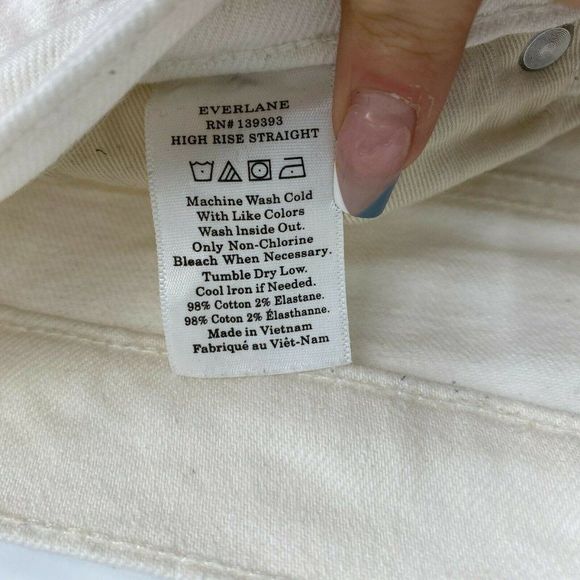 EVERLANE
RN# 139393
HIGH RISE STRAIGHT
Machine Wash Cold
With Like Colors
Wash Inside Out.
Only Non-Chlorine
Bleach When Necessary.
Tumble Dry Low.
Cool Iron if Needed.
98% Cotton 2% Elastane.
98% Coton 2% Élasthanne.
Made in Vietnam
Fabriqué au Viêt-Nam